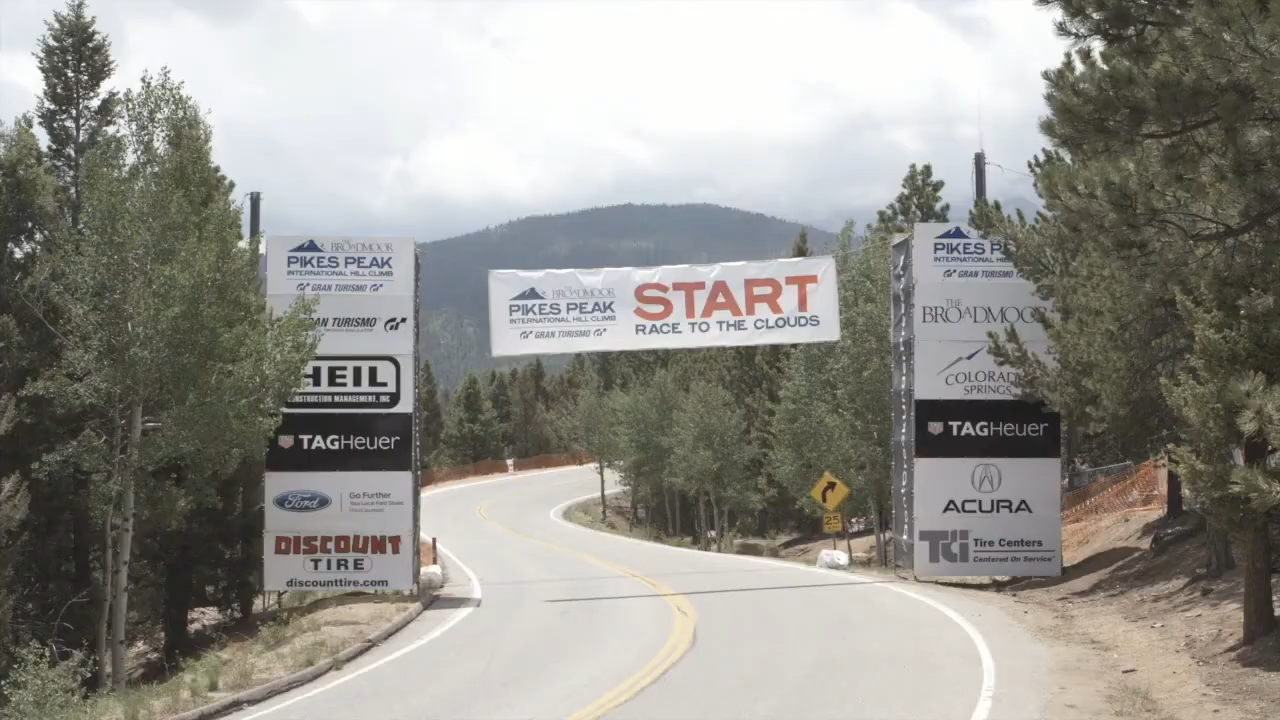 THE BROADMOOR
PIKES PEAK
INTERNATIONAL HILL CLIMB
GRAN TURISMO
GRAN TURISMO
HEIL
CONSTRUCTION MANAGEMENT, INC
TAGHeuer
Ford
Go Further
DISCOUNT
TIRE
discounttire.com
THE BROADMOOR
PIKES PEAK
INTERNATIONAL HILL CLIMB
GRAN TURISMO
START
RACE TO THE CLOUDS
PIKES PEAK
INTERNATIONAL HILL
GRAN TURISMO
THE
BROADMOOR
COLORADO
SPRINGS
TAGHeuer
ACURA
TCi Tire Centers
Centered On Service
25